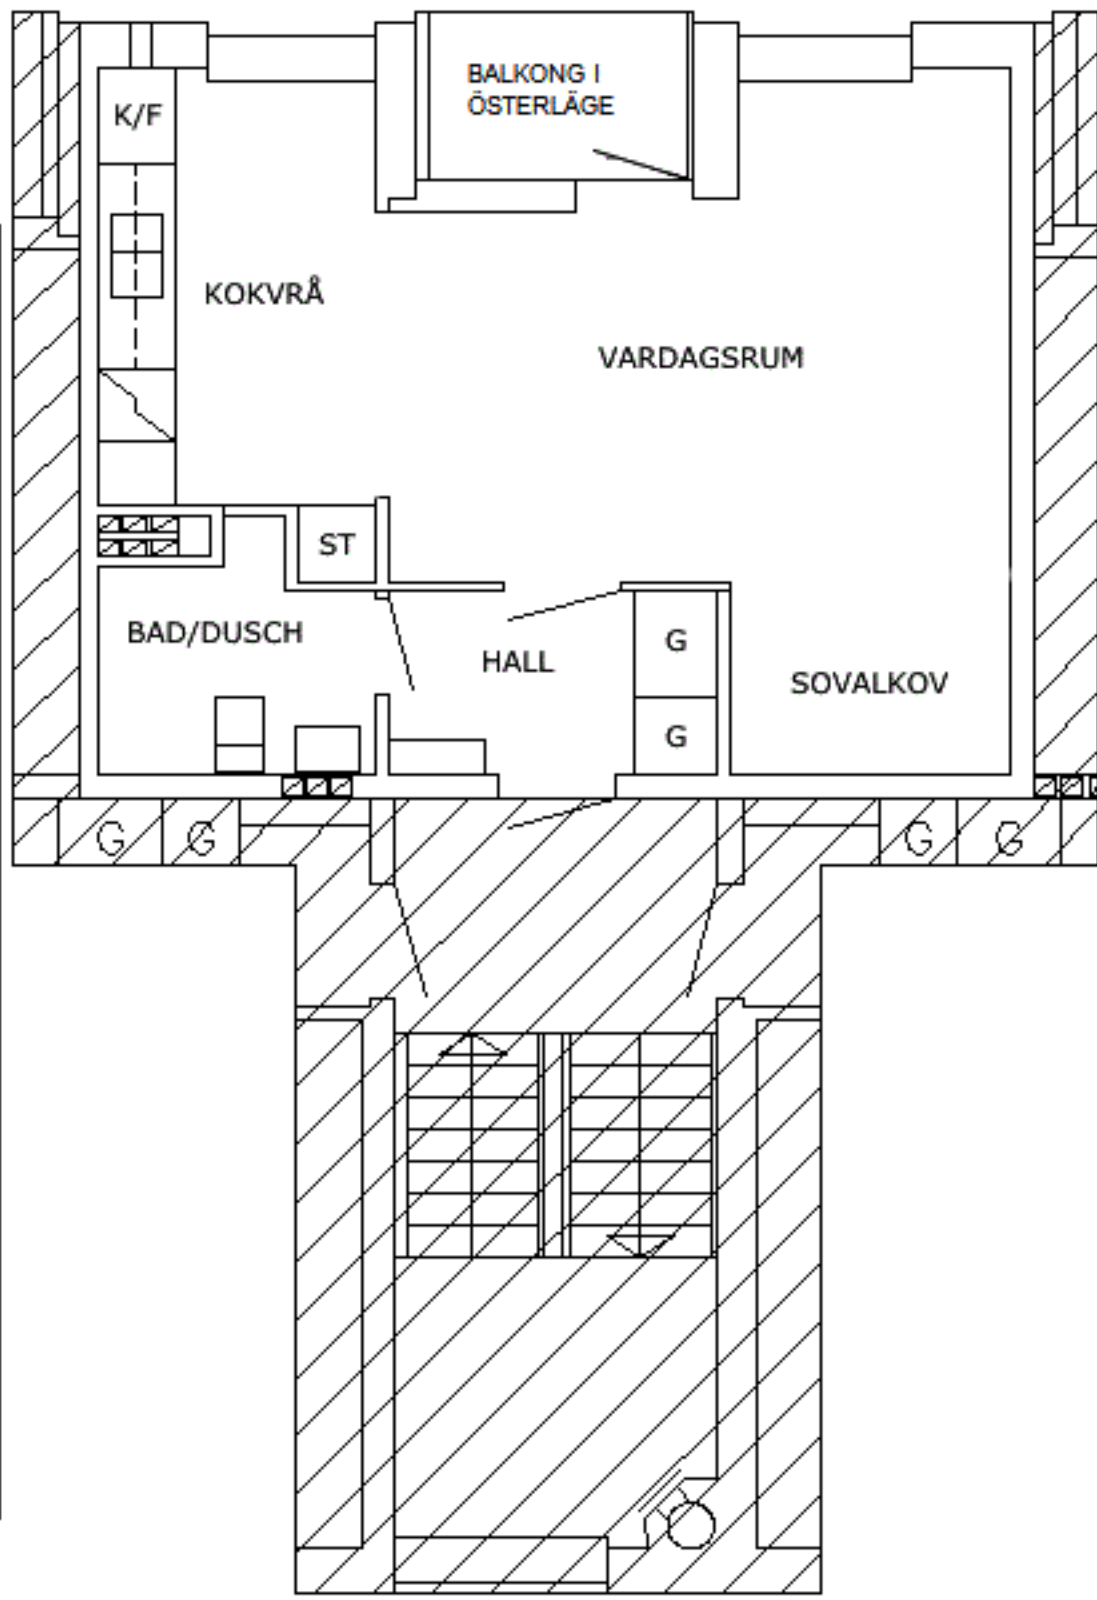 BALKONG I
ÖSTERLÄGE
K/F
KOKVRÅ
VARDAGSRUM
ST
BAD/DUSCH
HALL
G
SOVALKOV
G
G
G
G
G